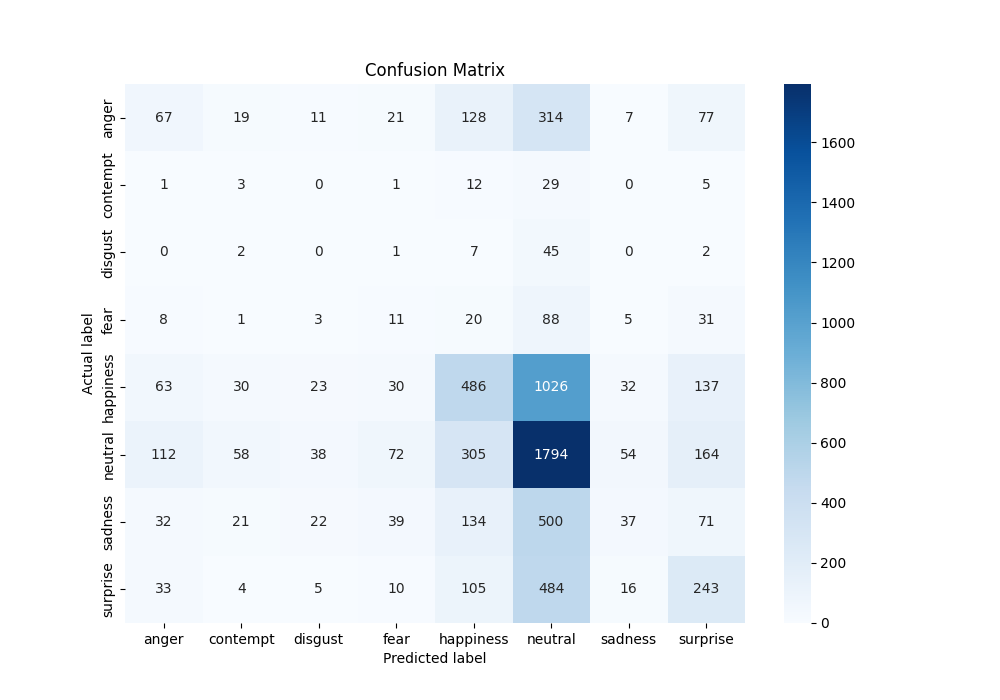 Confusion Matrix
Actual label
anger 67 19 11 21 128 314 7 77
contempt 1 3 0 1 12 29 0 5
disgust 0 2 0 1 7 45 0 2
fear 8 1 3 11 20 88 5 31
happiness 63 30 23 30 486 1026 32 137
neutral 112 58 38 72 305 1794 54 164
sadness 32 21 22 39 134 500 37 71
surprise 33 4 5 10 105 484 16 243
anger contempt disgust fear happiness neutral sadness surprise
Predicted label
1600
1400
1200
1000
800
600
400
200
0